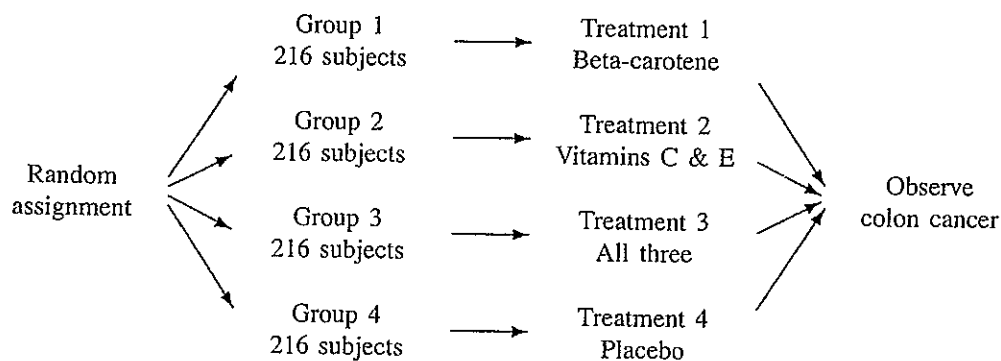 Random
assignment
Group 1
216 subjects
Group 2
216 subjects
Group 3
216 subjects
Group 4
216 subjects
Treatment 1
Beta-carotene
Treatment 2
Vitamins C & E
Treatment 3
All three
Treatment 4
Placebo
Observe
colon cancer